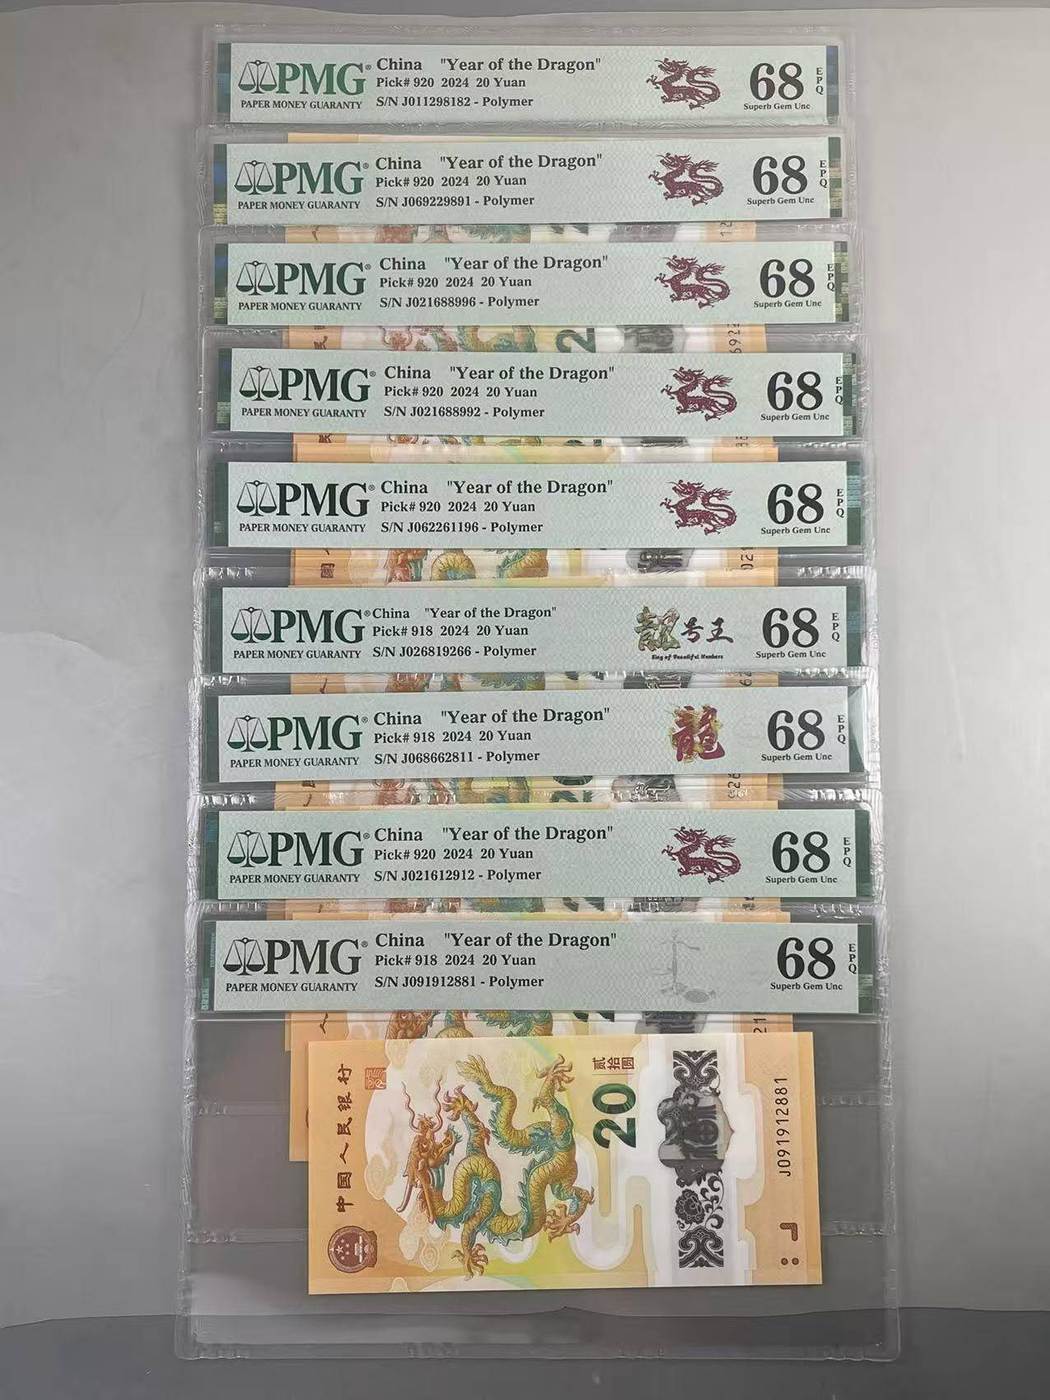 PMG®
PAPER MONEY GUARANTY
China "Year of the Dragon"
Pick# 920 2024 20 Yuan
S/N J011298182 - Polymer
68
EPQ
Superb Gem Unc
PMG®
PAPER MONEY GUARANTY
China "Year of the Dragon"
Pick# 920 2024 20 Yuan
S/N J069229891 - Polymer
68
EPQ
Superb Gem Unc
PMG®
PAPER MONEY GUARANTY
China "Year of the Dragon"
Pick# 920 2024 20 Yuan
S/N J021688996 - Polymer
68
EPQ
Superb Gem Unc
PMG®
PAPER MONEY GUARANTY
China "Year of the Dragon"
Pick# 920 2024 20 Yuan
S/N J021688992 - Polymer
68
EPQ
Superb Gem Unc
PMG®
PAPER MONEY GUARANTY
China "Year of the Dragon"
Pick# 920 2024 20 Yuan
S/N J062261196 - Polymer
68
EPQ
Superb Gem Unc
PMG®
PAPER MONEY GUARANTY
China "Year of the Dragon"
Pick# 918 2024 20 Yuan
S/N J026819266 - Polymer
靓号王
King of Beautiful Numbers
68
EPQ
Superb Gem Unc
PMG®
PAPER MONEY GUARANTY
China "Year of the Dragon"
Pick# 918 2024 20 Yuan
S/N J068662811 - Polymer
龍
68
EPQ
Superb Gem Unc
PMG®
PAPER MONEY GUARANTY
China "Year of the Dragon"
Pick# 920 2024 20 Yuan
S/N J021612912 - Polymer
68
EPQ
Superb Gem Unc
PMG®
PAPER MONEY GUARANTY
China "Year of the Dragon"
Pick# 918 2024 20 Yuan
S/N J091912881 - Polymer
68
EPQ
Superb Gem Unc
中国人民银行
贰拾圆
20
J091912881